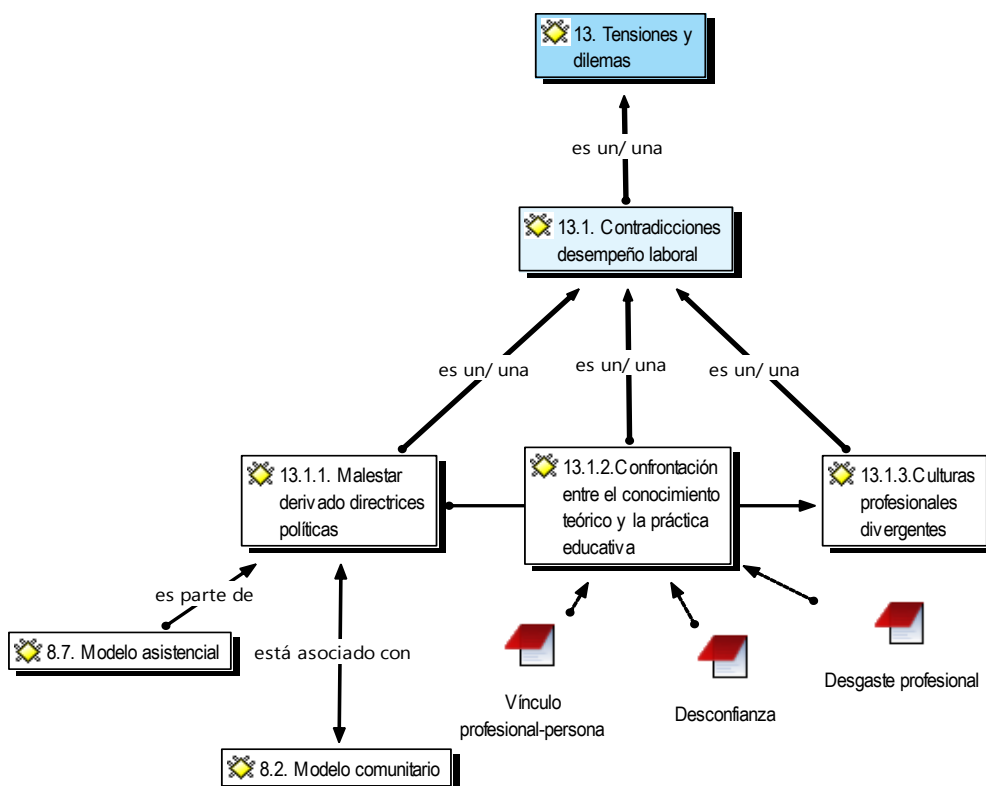 13. Tensiones y
dilemas
es un/ una
13.1. Contradicciones
desempeño laboral
es un/ una
es un/ una
es un/ una
13.1.1. Malestar
derivado directrices
políticas
13.1.2.Confrontación
entre el conocimiento
teórico y la práctica
educativa
13.1.3.Culturas
profesionales
divergentes
es parte de
8.7. Modelo asistencial
está asociado con
Vínculo
profesional-persona
Desconfianza
Desgaste profesional
8.2. Modelo comunitario